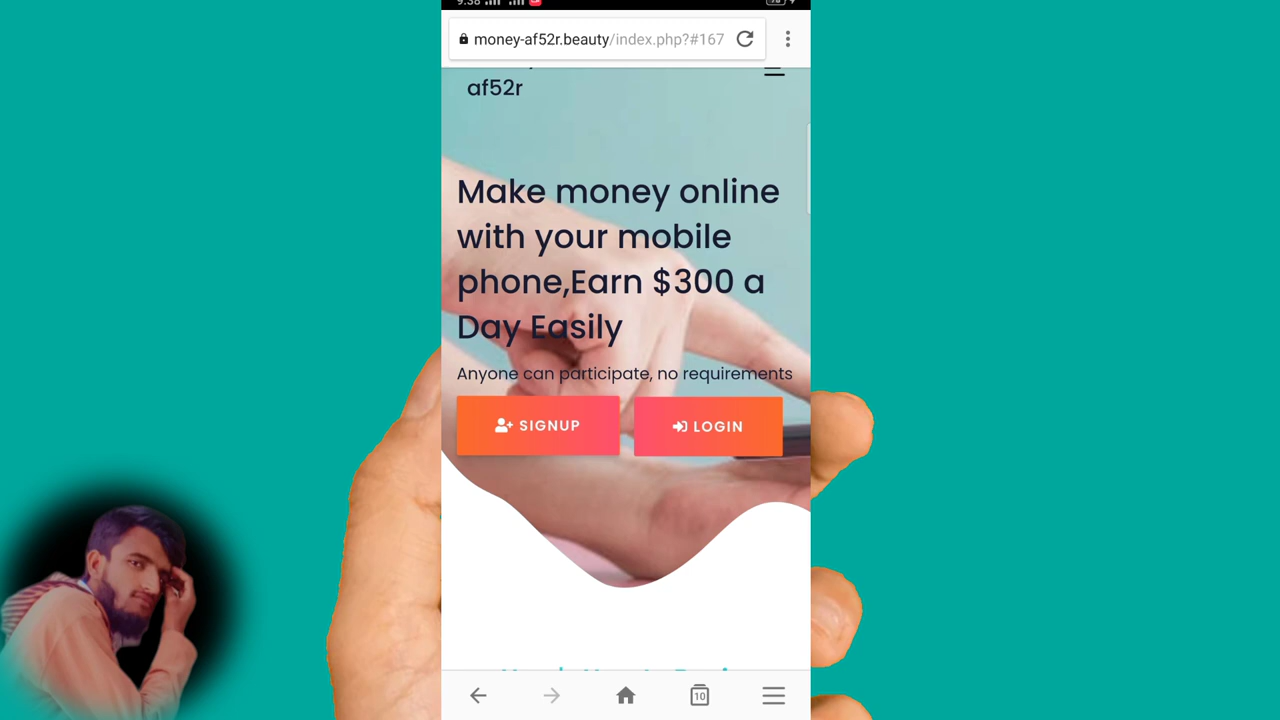 money-af52r.beauty/index.php?#167
af52r
Make money online
with your mobile
phone,Earn $300 a
Day Easily
Anyone can participate, no requirements
SIGNUP
LOGIN
10